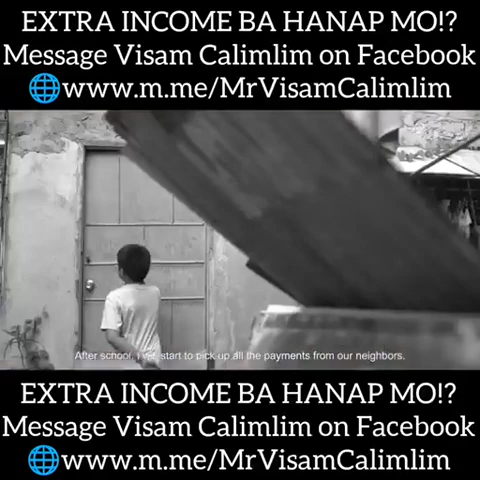 EXTRA INCOME BA HANAP MO!?
Message Visam Calimlim on Facebook
www.m.me/MrVisamCalimlim
After school, I start to pick up all the payments from our neighbors.
EXTRA INCOME BA HANAP MO!?
Message Visam Calimlim on Facebook
www.m.me/MrVisamCalimlim